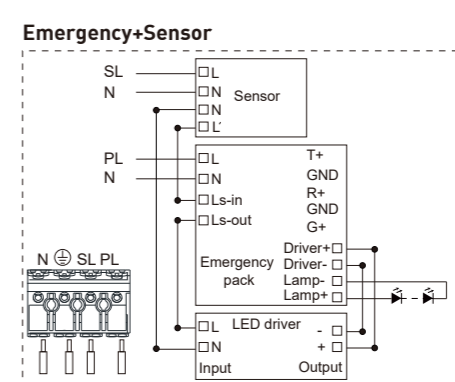 Emergency+Sensor
SL
L
N
N
Sensor
N
L'
PL
L
T+
N
N
GND
Ls-in
R+
GND
Ls-out
G+
Driver+
Emergency
pack
Driver-
Lamp-
Lamp+
N SL PL
L
LED driver
-
N
+
Input
Output